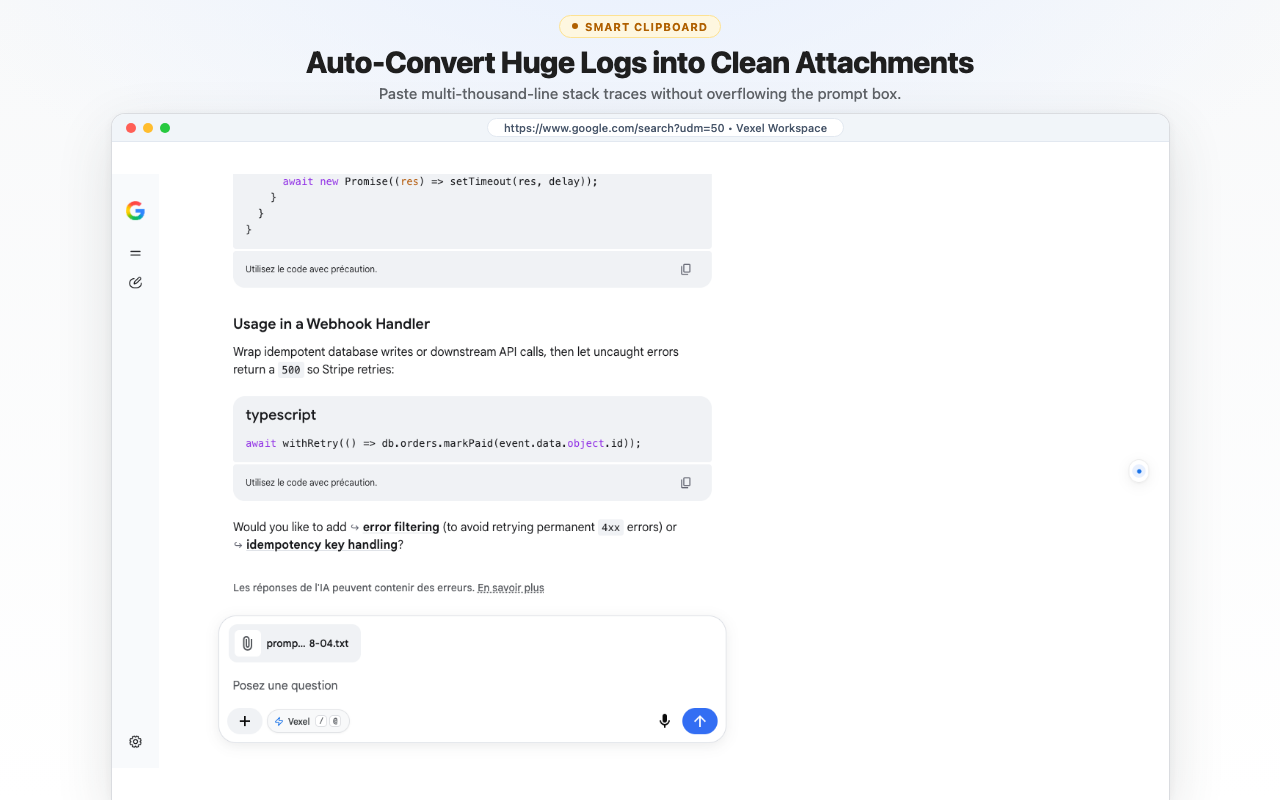 SMART CLIPBOARD
Auto-Convert Huge Logs into Clean Attachments
Paste multi-thousand-line stack traces without overflowing the prompt box.
https://www.google.com/search?udm=50 • Vexel Workspace
await new Promise((res) => setTimeout(res, delay));
}
}
}
Utilisez le code avec précaution.
Usage in a Webhook Handler
Wrap idempotent database writes or downstream API calls, then let uncaught errors
return a 500 so Stripe retries:
typescript
await withRetry(() => db.orders.markPaid(event.data.object.id));
Utilisez le code avec précaution.
Would you like to add ↪ error filtering (to avoid retrying permanent 4xx errors) or
↪ idempotency key handling?
Les réponses de l'IA peuvent contenir des erreurs. En savoir plus
promp... 8-04.txt
Posez une question
Vexel / @